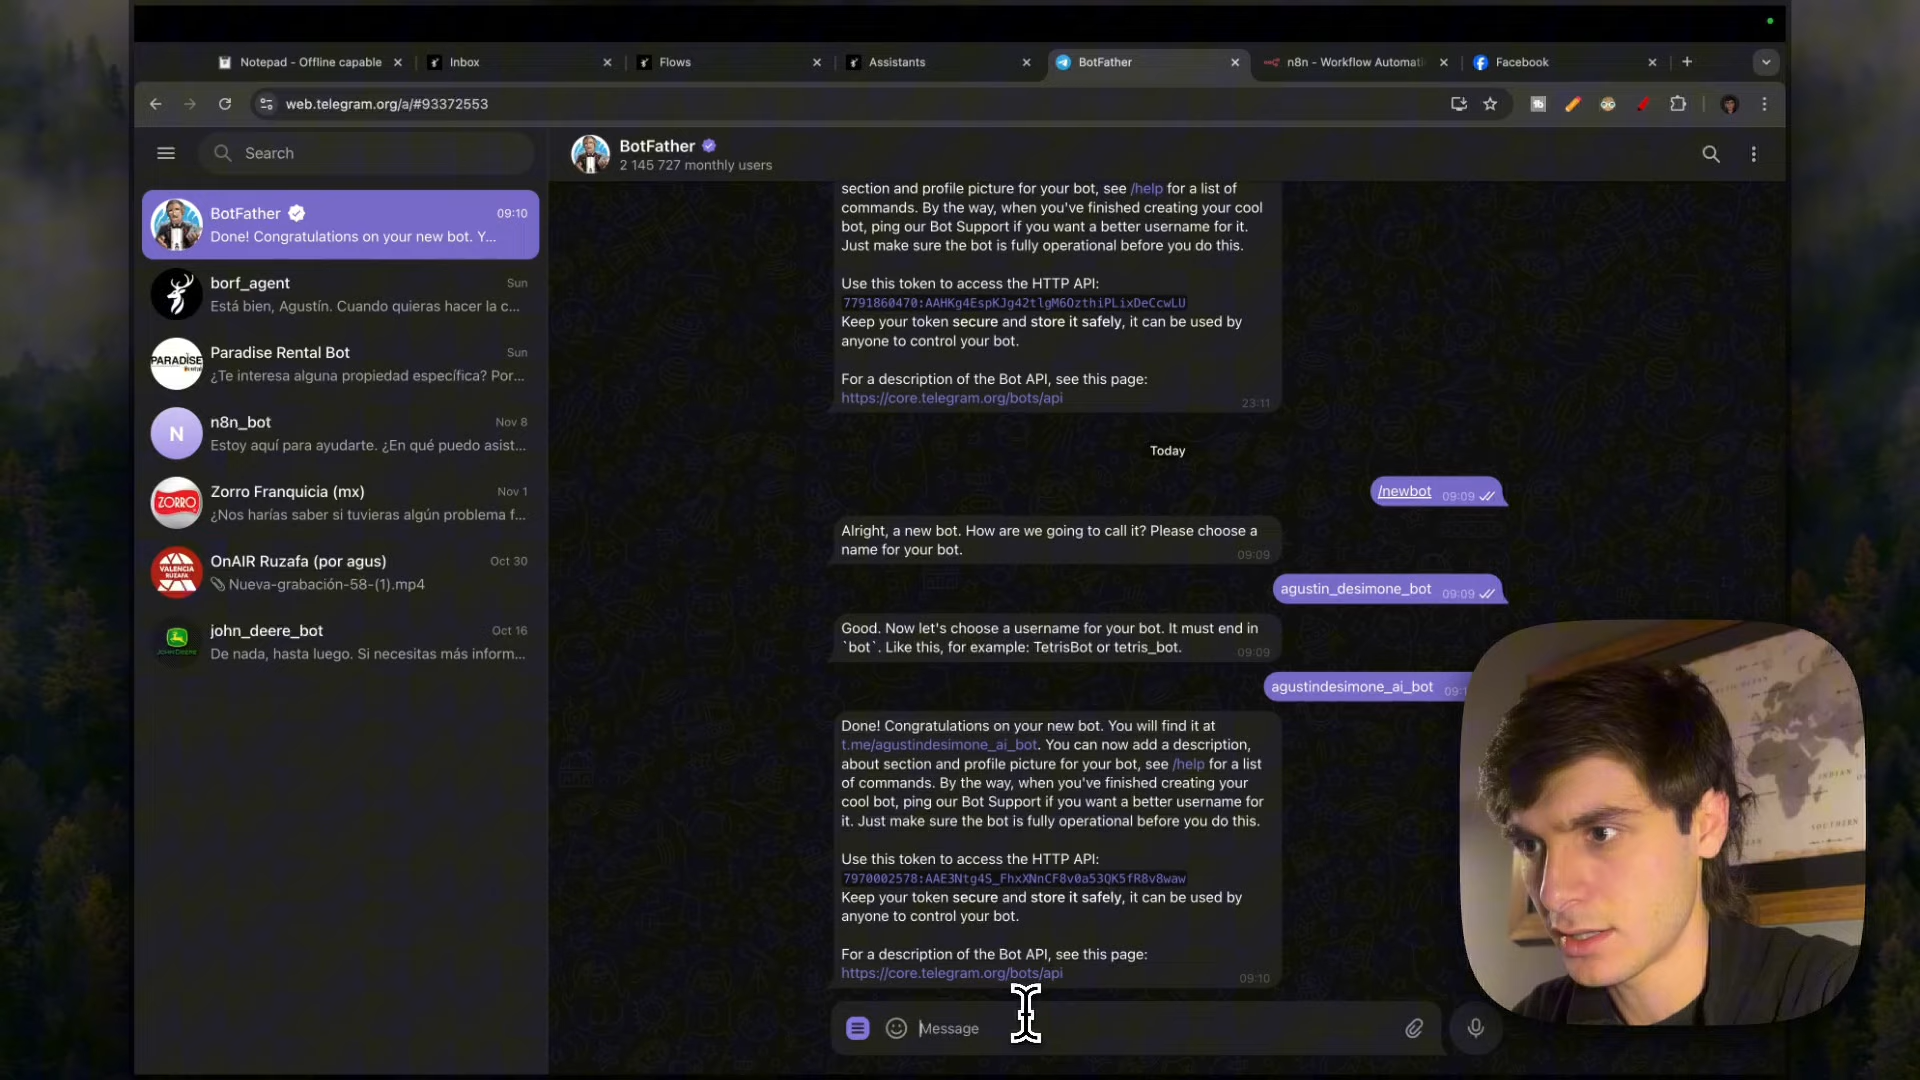 Notepad - Offline capable
Inbox
Flows
Assistants
BotFather
n8n - Workflow Automati
Facebook
web.telegram.org/a/#93372553
Search
BotFather
09:10
Done! Congratulations on your new bot. Y...
borf_agent
Sun
Está bien, Agustín. Cuando quieras hacer la c...
Paradise Rental Bot
Sun
¿Te interesa alguna propiedad específica? Por...
n8n_bot
Nov 8
Estoy aquí para ayudarte. ¿En qué puedo asist...
Zorro Franquicia (mx)
Nov 1
¿Nos harías saber si tuvieras algún problema f...
OnAIR Ruzafa (por agus)
Oct 30
Nueva-grabación-58-(1).mp4
john_deere_bot
Oct 16
De nada, hasta luego. Si necesitas más inform...
PARADISE
N
ZORRO
VALENCIA
RUZAFA
JOHN DEERE
BotFather
2 145 727 monthly users
section and profile picture for your bot, see /help for a list of
commands. By the way, when you've finished creating your cool
bot, ping our Bot Support if you want a better username for it.
Just make sure the bot is fully operational before you do this.
Use this token to access the HTTP API:
7791860470:AAHKg4EspKJg42tlgM6OzthiPLixDeCcwLU
Keep your token secure and store it safely, it can be used by
anyone to control your bot.
For a description of the Bot API, see this page:
https://core.telegram.org/bots/api
23:11
Today
/newbot
09:09
Alright, a new bot. How are we going to call it? Please choose a
name for your bot.
09:09
agustin_desimone_bot
09:09
Good. Now let's choose a username for your bot. It must end in
`bot`. Like this, for example: TetrisBot or tetris_bot.
09:09
agustindesimone_ai_bot
Done! Congratulations on your new bot. You will find it at
t.me/agustindesimone_ai_bot. You can now add a description,
about section and profile picture for your bot, see /help for a list
of commands. By the way, when you've finished creating your
cool bot, ping our Bot Support if you want a better username for
it. Just make sure the bot is fully operational before you do this.
Use this token to access the HTTP API:
7970002578:AAE3Ntg4S_FhxXNnCF8v0a53QK5fR8v8waw
Keep your token secure and store it safely, it can be used by
anyone to control your bot.
For a description of the Bot API, see this page:
https://core.telegram.org/bots/api
09:10
Message